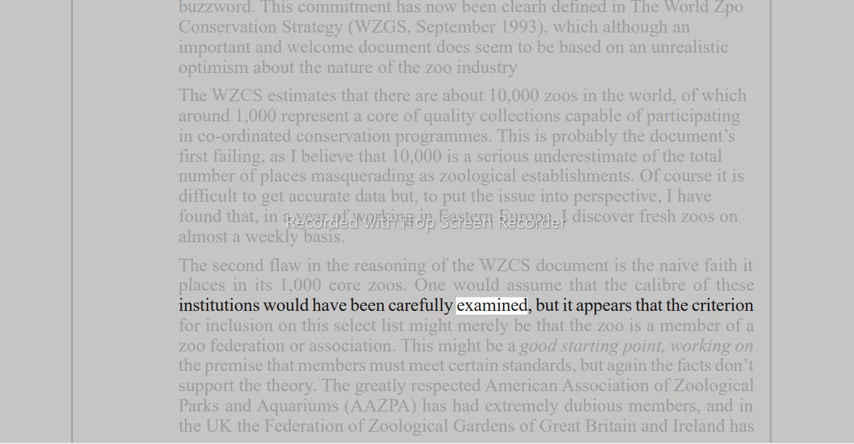 buzzword. This commitment has now been clearh defined in The World Zpo
Conservation Strategy (WZGS, September 1993), which although an
important and welcome document does seem to be based on an unrealistic
optimism about the nature of the zoo industry
The WZCS estimates that there are about 10,000 zoos in the world, of which
around 1,000 represent a core of quality collections capable of participating
in co-ordinated conservation programmes. This is probably the document’s
first failing, as I believe that 10,000 is a serious underestimate of the total
number of places masquerading as zoological establishments. Of course it is
difficult to get accurate data but, to put the issue into perspective, I have
found that, in a year of working in Eastern Europe, I discover fresh zoos on
Recorded with iTop Screen Recorder
almost a weekly basis.
The second flaw in the reasoning of the WZCS document is the naive faith it
places in its 1,000 core zoos. One would assume that the calibre of these
institutions would have been carefully examined, but it appears that the criterion
for inclusion on this select list might merely be that the zoo is a member of a
zoo federation or association. This might be a good starting point, working on
the premise that members must meet certain standards, but again the facts don’t
support the theory. The greatly respected American Association of Zoological
Parks and Aquariums (AAZPA) has had extremely dubious members, and in
the UK the Federation of Zoological Gardens of Great Britain and Ireland has